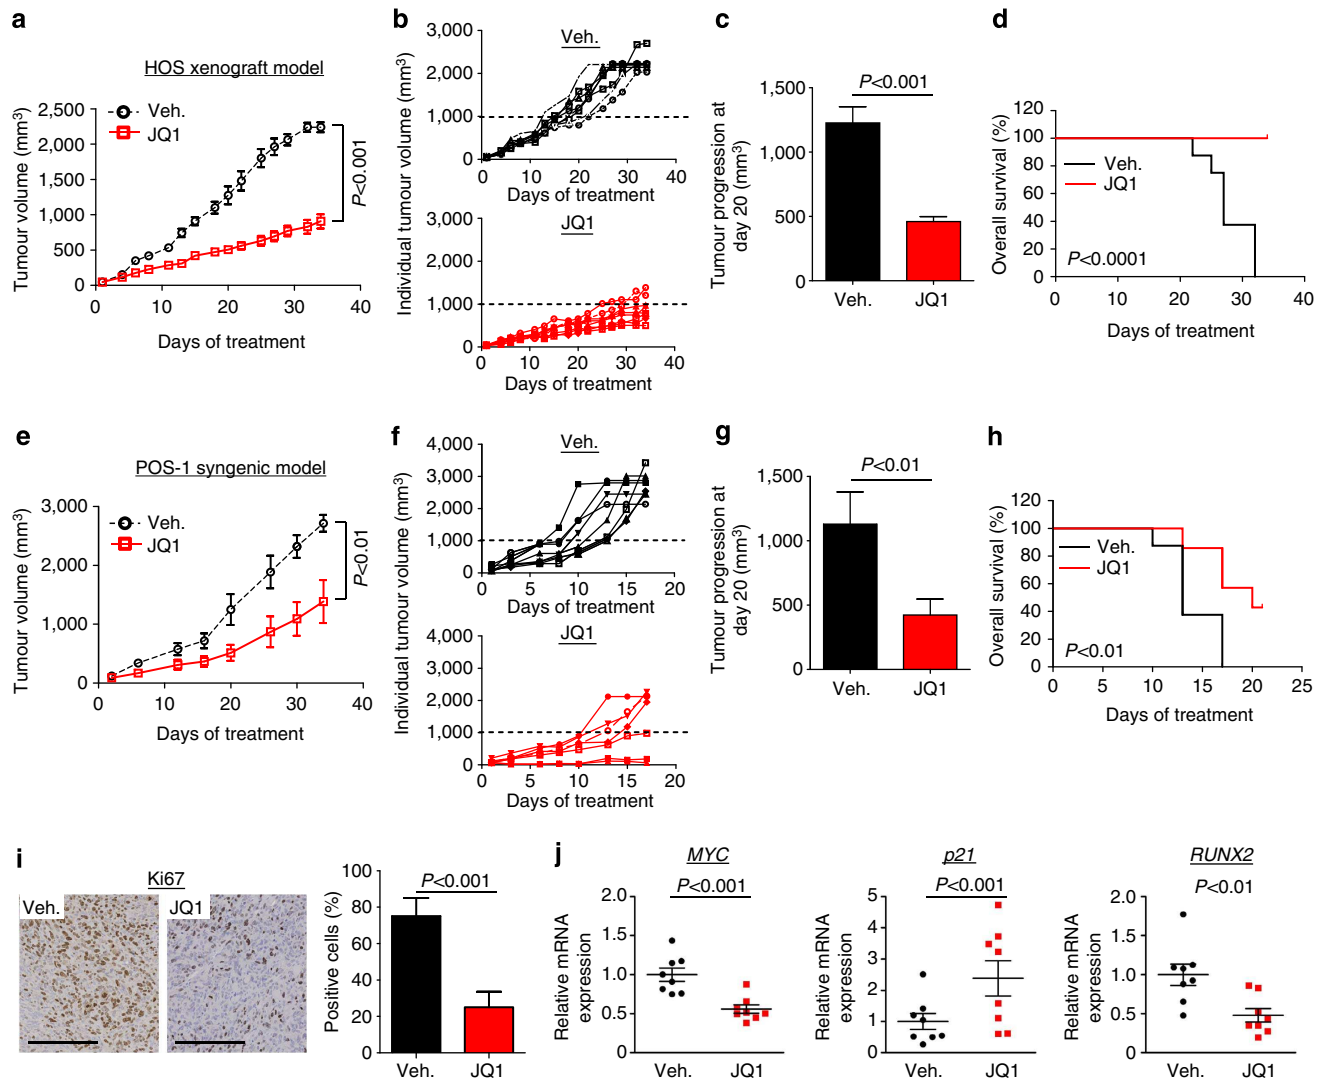 a
HOS xenograft model
Tumour volume (mm³)
2,500
2,000
1,500
1,000
500
0
Veh.
JQ1
P<0.001
0 10 20 30 40
Days of treatment
b
Individual tumour volume (mm³)
Veh.
3,000
2,000
1,000
0
0 10 20 30 40
Days of treatment
JQ1
3,000
2,000
1,000
0
0 10 20 30 40
Days of treatment
c
Tumour progression at
day 20 (mm³)
1,500
1,000
500
0
P<0.001
Veh. JQ1
d
Overall survival (%)
120
100
80
60
40
20
0
Veh.
JQ1
P<0.0001
0 10 20 30 40
Days of treatment
e
POS-1 syngenic model
Tumour volume (mm³)
3,000
2,000
1,000
0
Veh.
JQ1
P<0.01
0 10 20 30 40
Days of treatment
f
Individual tumour volume (mm³)
Veh.
4,000
3,000
2,000
1,000
0
0 5 10 15 20
Days of treatment
JQ1
4,000
3,000
2,000
1,000
0
0 5 10 15 20
Days of treatment
g
Tumour progression at
day 20 (mm³)
1,500
1,000
500
0
P<0.01
Veh. JQ1
h
Overall survival (%)
120
100
80
60
40
20
0
Veh.
JQ1
P<0.01
0 5 10 15 20 25
Days of treatment
i
Ki67
Veh.
JQ1
Positive cells (%)
100
80
60
40
20
0
P<0.001
Veh. JQ1
j
MYC
P<0.001
Relative mRNA
expression
2.0
1.5
1.0
0.5
0
Veh. JQ1
p21
P<0.001
Relative mRNA
expression
5
4
3
2
1
0
Veh. JQ1
RUNX2
P<0.01
Relative mRNA
expression
2.0
1.5
1.0
0.5
0
Veh. JQ1